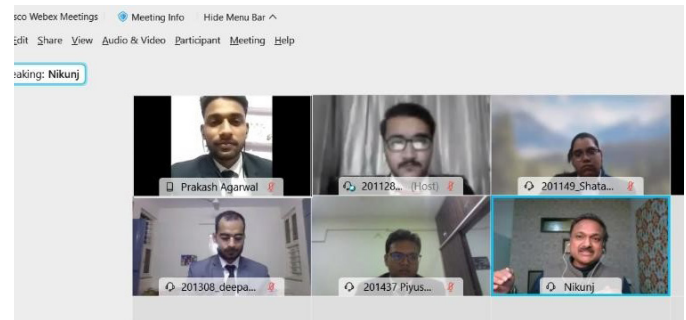 sco Webex Meetings Meeting Info Hide Menu Bar
Edit Share View Audio & Video Participant Meeting Help
eaking: Nikunj
Prakash Agarwal
201128... (Host)
201149_Shata...
201308_deepa...
201437 Piyus...
Nikunj